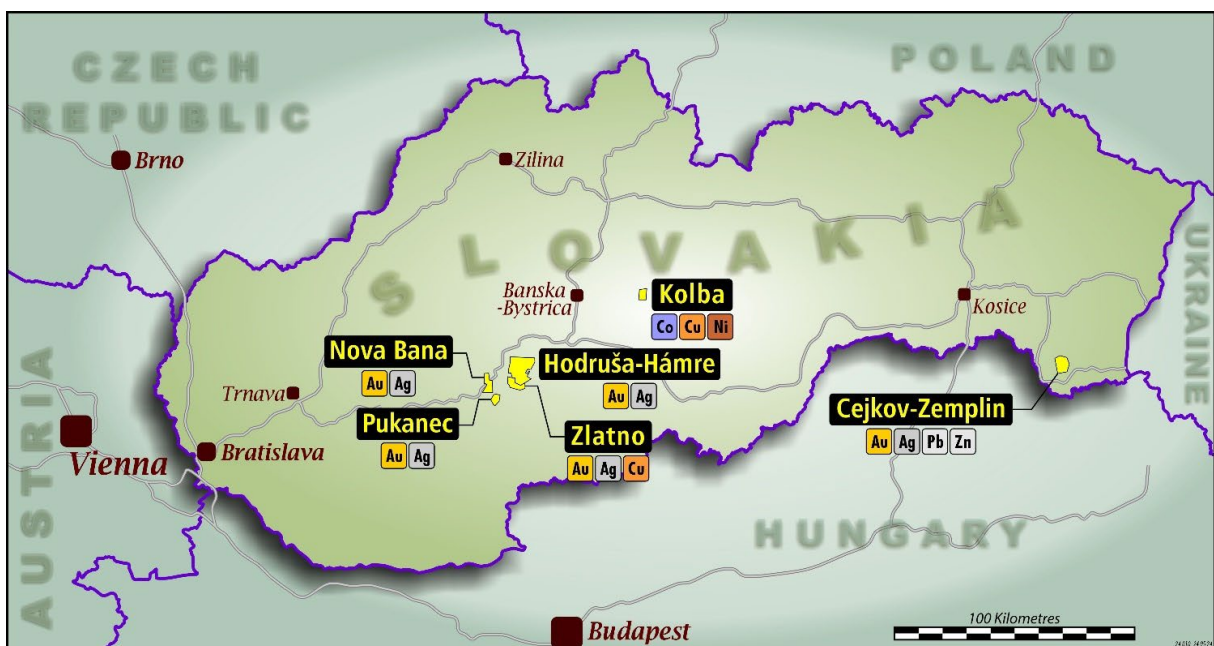 CZECH
REPUBLIC
POLAND
Brno
Zilina
SLOVAKIA
UKRAINE
Banska
-Bystrica
Kolba
Co Cu Ni
Kosice
Nova Bana
Au Ag
Hodruša-Hámre
Au Ag
Trnava
Pukanec
Au Ag
Zlatno
Au Ag Cu
Cejkov-Zemplin
Au Ag Pb Zn
AUSTRIA
Vienna
Bratislava
HUNGARY
Budapest
100 Kilometres